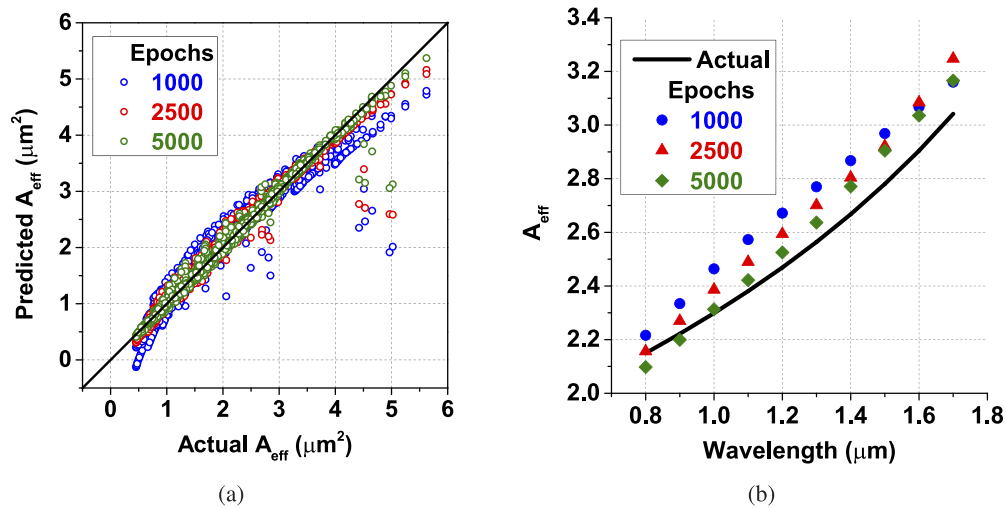 6
5
4
3
2
1
0
0 1 2 3 4 5 6
Predicted A_eff (μm²)
Actual A_eff (μm²)
Epochs
1000
2500
5000
(a)
3.4
3.2
3.0
2.8
2.6
2.4
2.2
2.0
0.8 1.0 1.2 1.4 1.6 1.8
A_eff
Wavelength (μm)
Actual
Epochs
1000
2500
5000
(b)